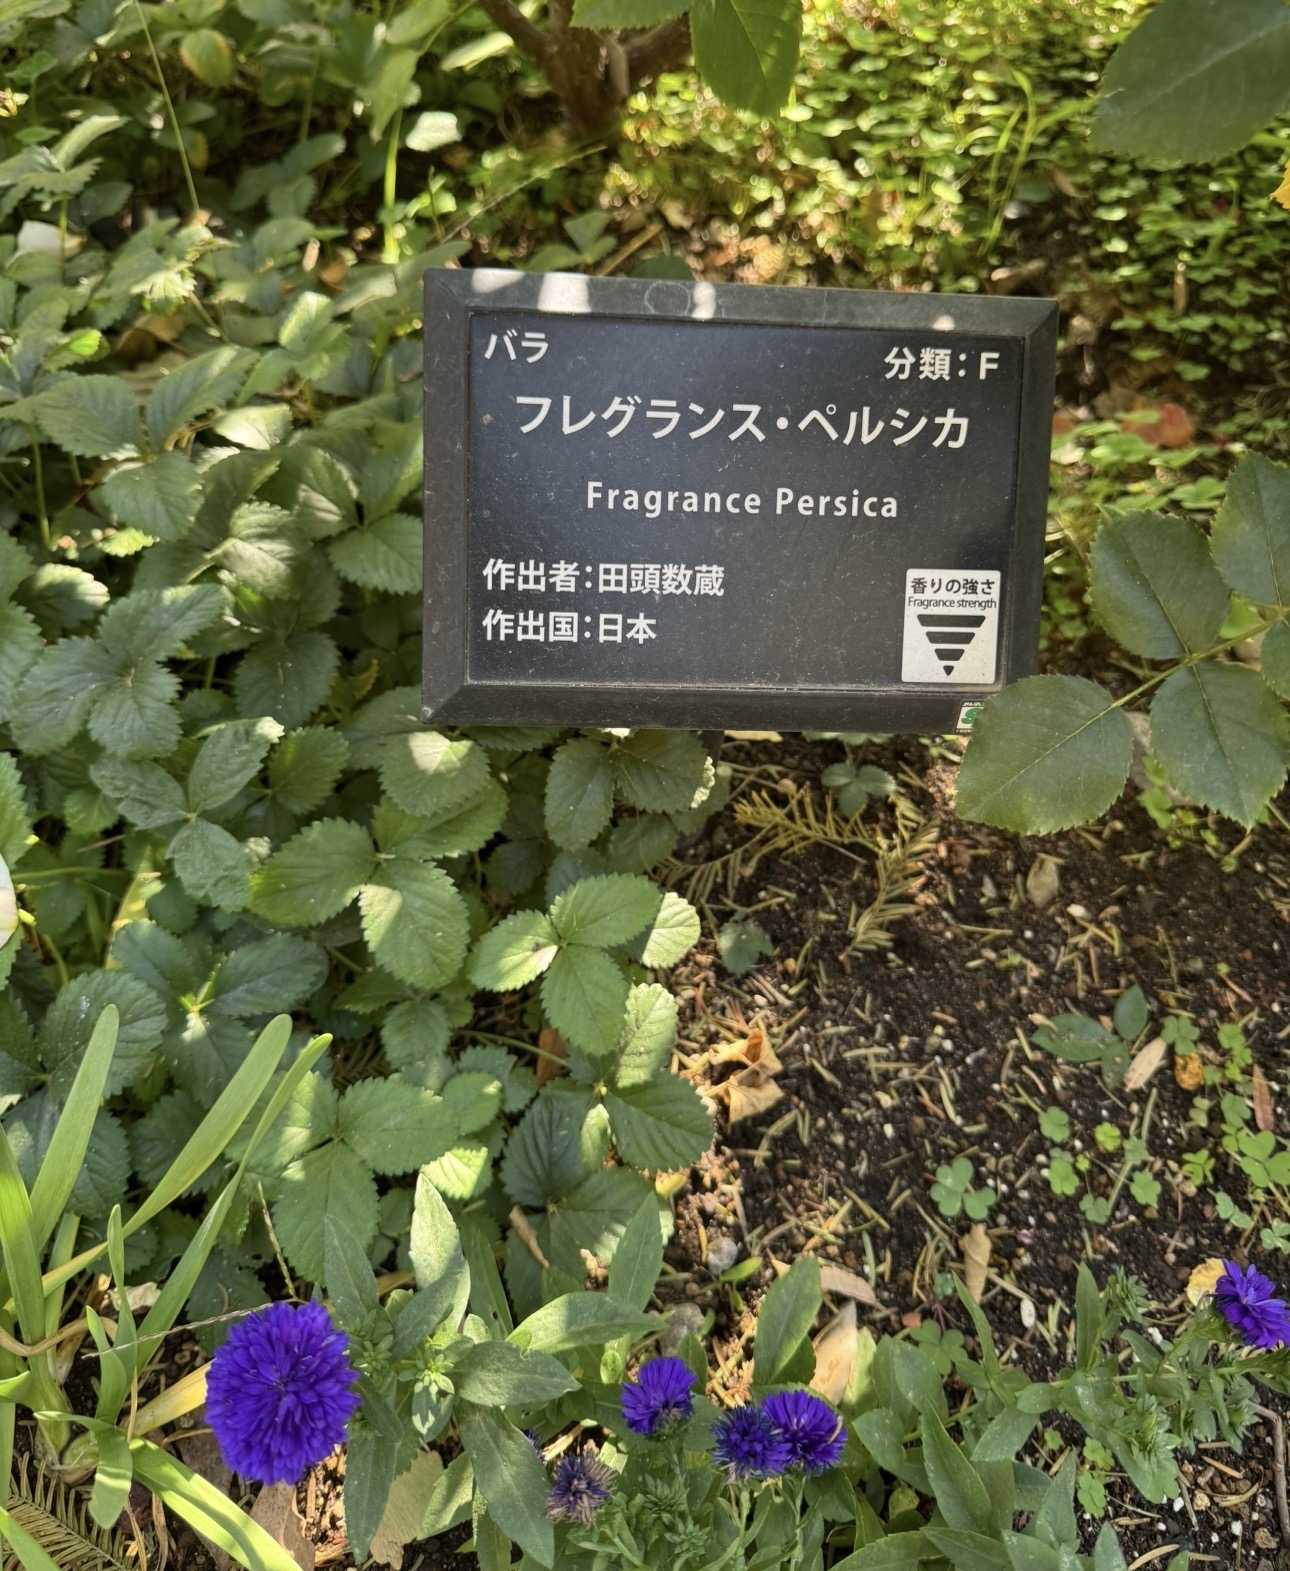 バラ
分類：F
フレグランス・ペルシカ
Fragrance Persica
作出者：田頭数蔵
作出国：日本
香りの強さ
Fragrance strength